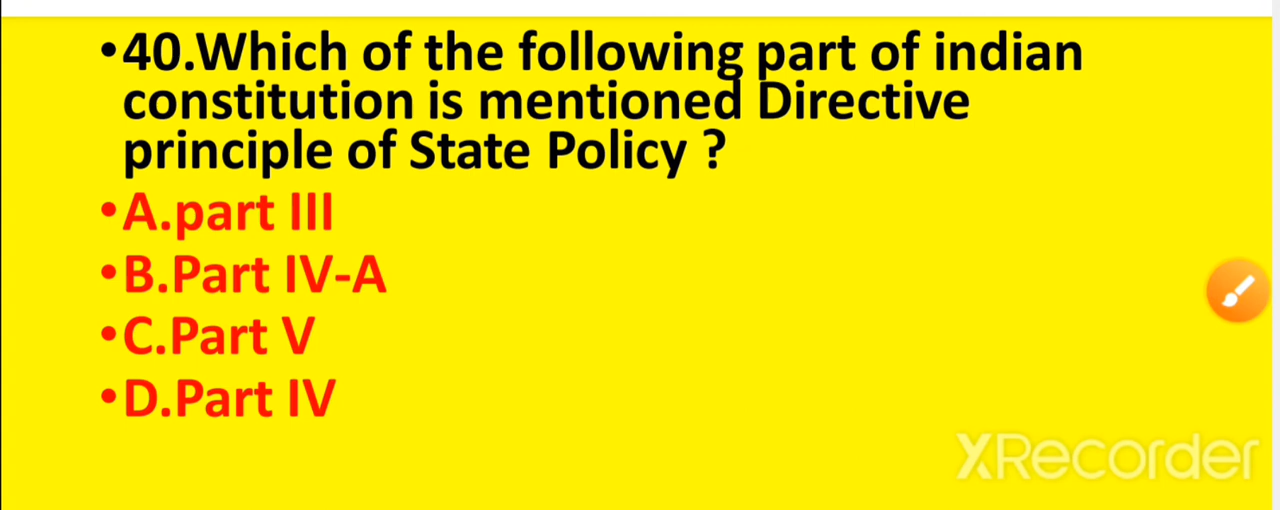 •40.Which of the following part of indian
constitution is mentioned Directive
principle of State Policy ?
•A.part III
•B.Part IV-A
•C.Part V
•D.Part IV
XRecorder